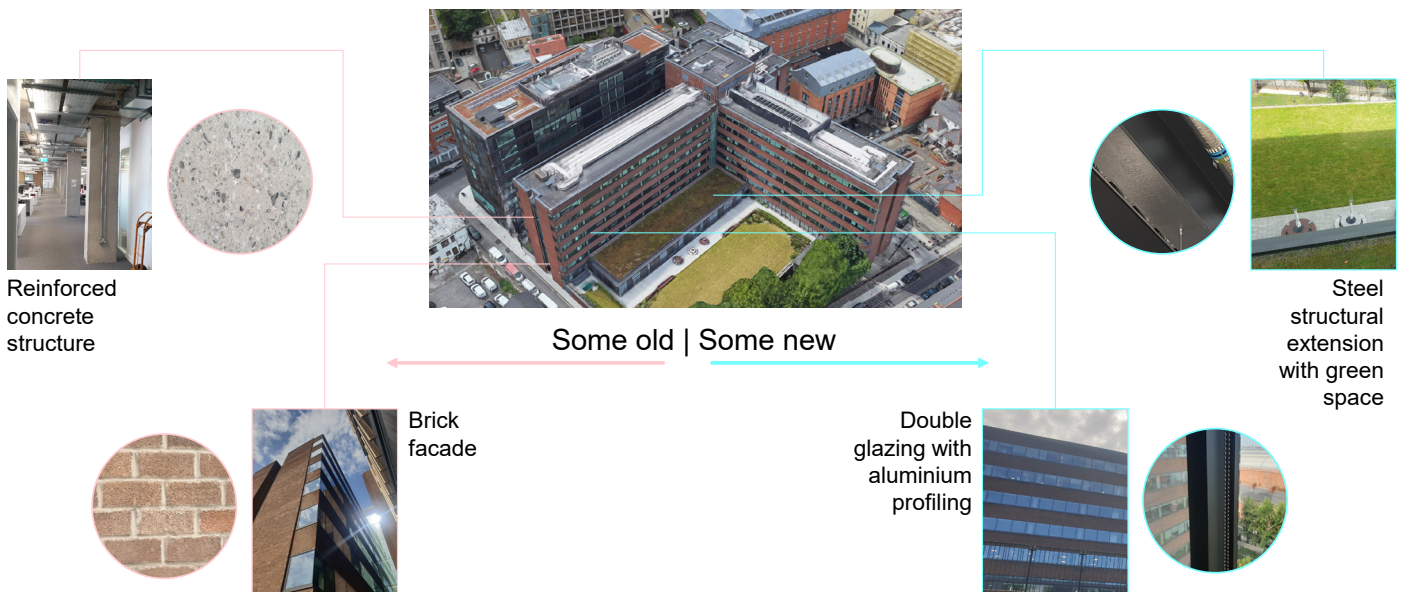 Reinforced
concrete
structure
Steel
structural
extension
with green
space
Some old | Some new
Brick
facade
Double
glazing with
aluminium
profiling